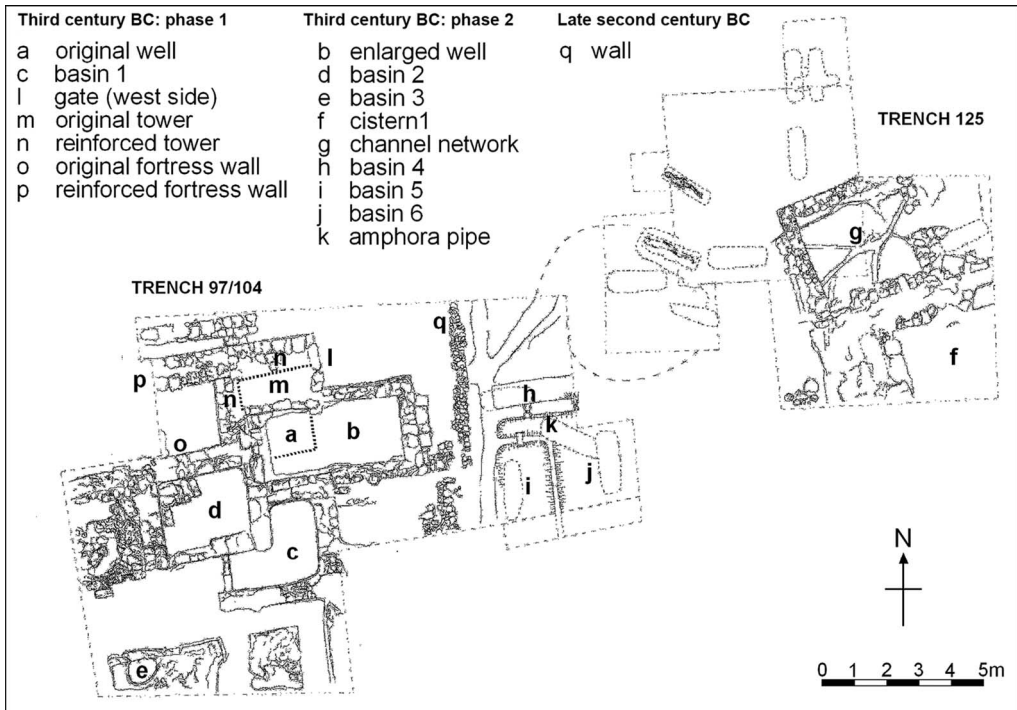 Third century BC: phase 1
a original well
c basin 1
l gate (west side)
m original tower
n reinforced tower
o original fortress wall
p reinforced fortress wall
Third century BC: phase 2
b enlarged well
d basin 2
e basin 3
f cistern1
g channel network
h basin 4
i basin 5
j basin 6
k amphora pipe
Late second century BC
q wall
TRENCH 125
g
f
TRENCH 97/104
q
n
l
p
m
n
h
k
a
b
o
i
j
d
c
e
N
0 1 2 3 4 5m